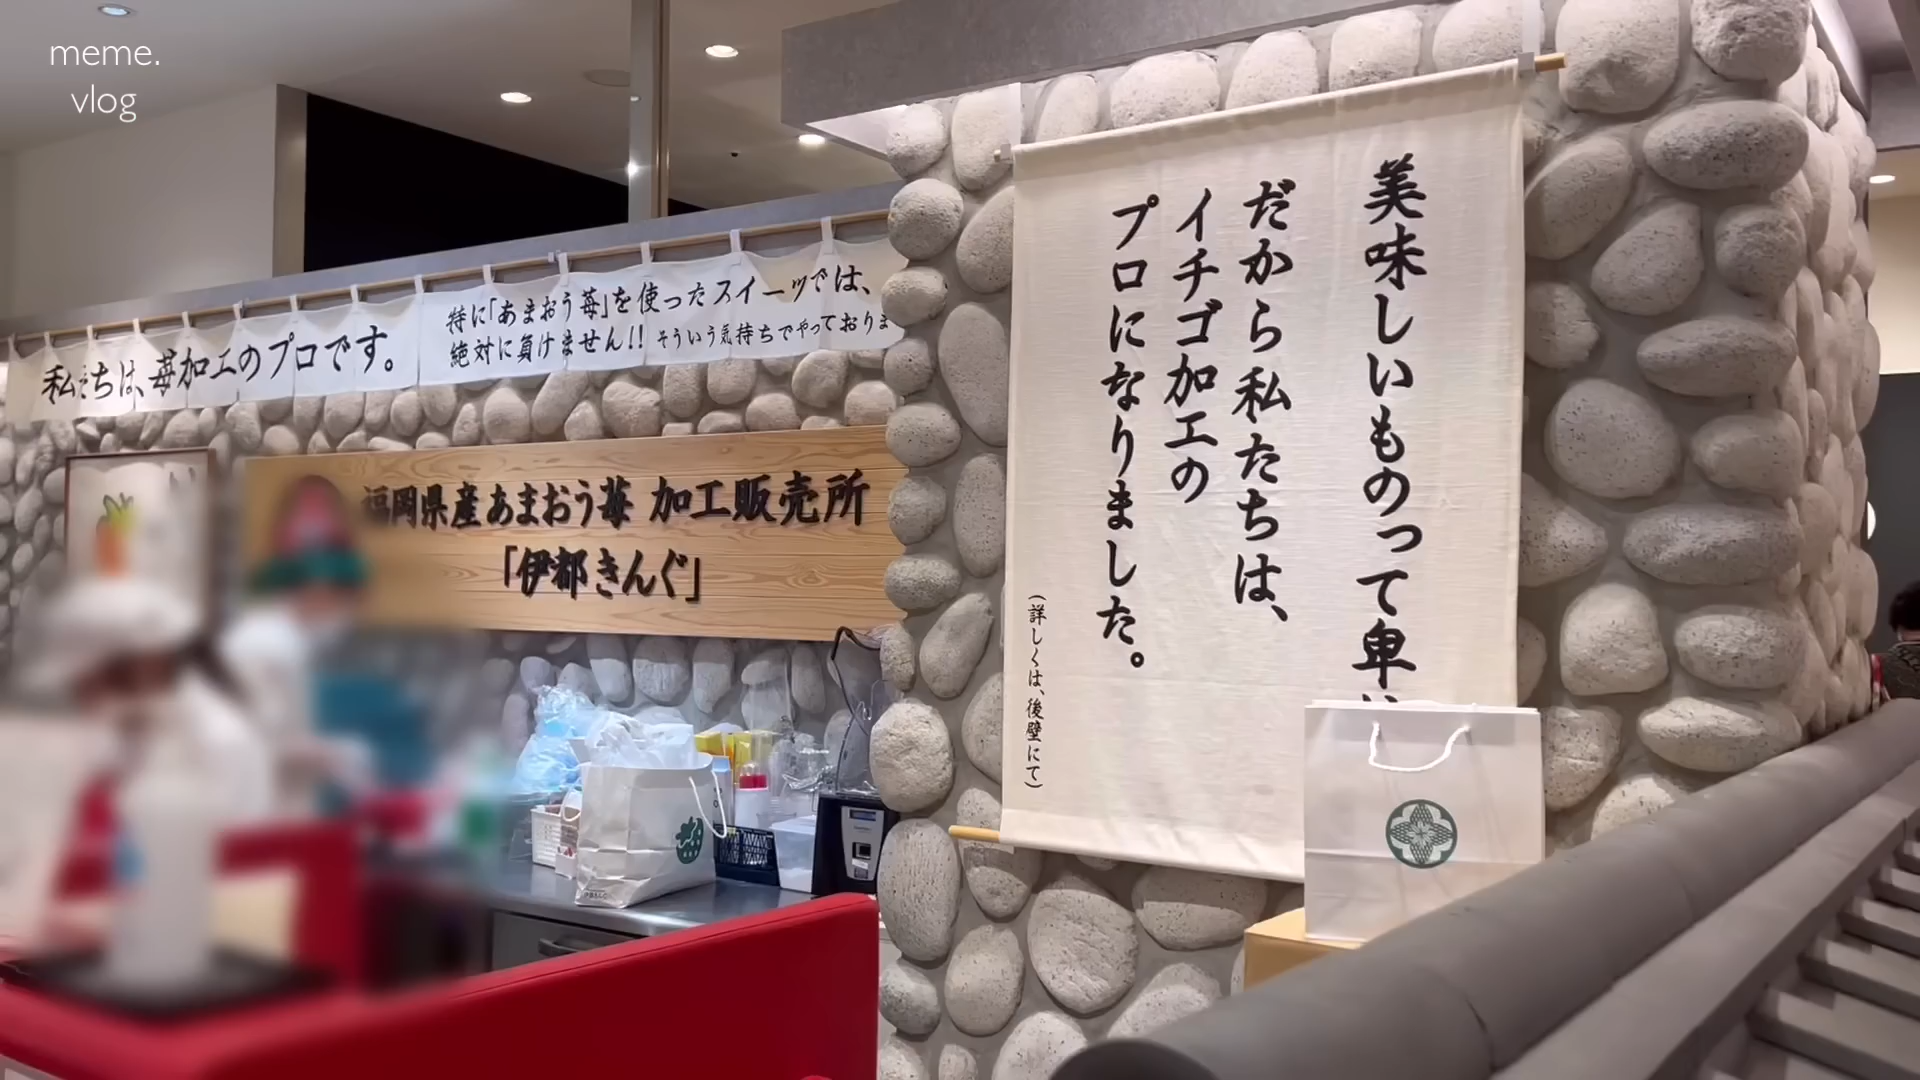 meme.
vlog
私たちは、苺加工のプロです。
特に「あまおう苺」を使ったスイーツでは、
絶対に負けません!! そういう気持ちでやっておりま
福岡県産あまおう苺 加工販売所
「伊都きんぐ」
美味しいものって卑
だから私たちは、
イチゴ加工の
プロになりました。
(詳しくは、後壁にて)